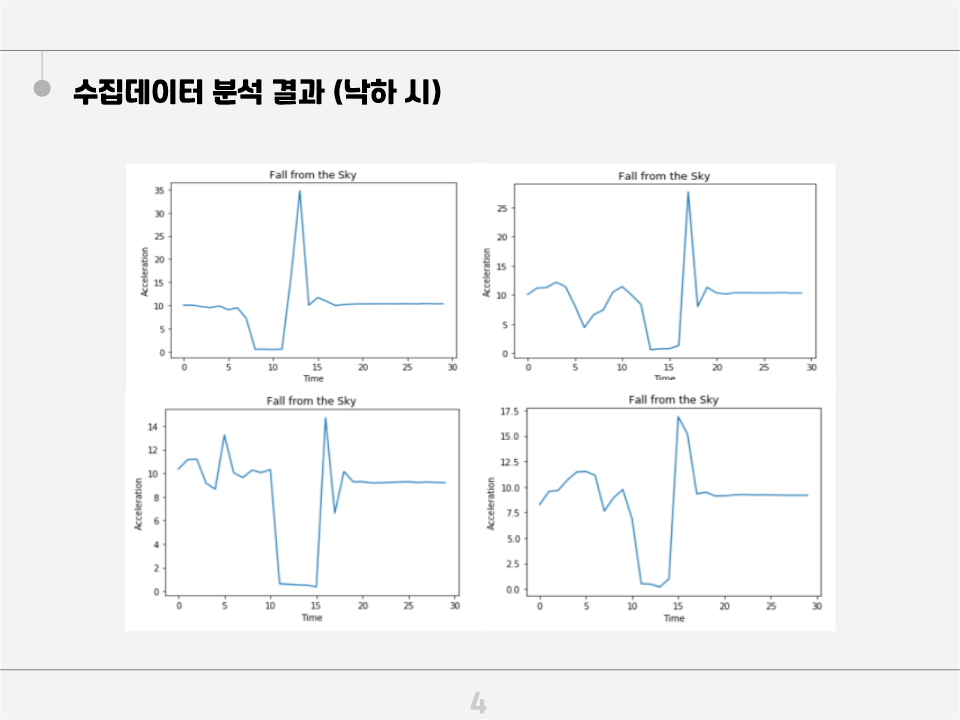 수집데이터 분석 결과 (낙하 시)
Fall from the Sky
35
30
25
20
15
10
5
0
Acceleration
0 5 10 15 20 25 30
Time
Fall from the Sky
25
20
15
10
5
0
Acceleration
0 5 10 15 20 25 30
Time
Fall from the Sky
14
12
10
8
6
4
2
0
Acceleration
0 5 10 15 20 25 30
Time
Fall from the Sky
17.5
15.0
12.5
10.0
7.5
5.0
2.5
0.0
Acceleration
0 5 10 15 20 25 30
Time
4